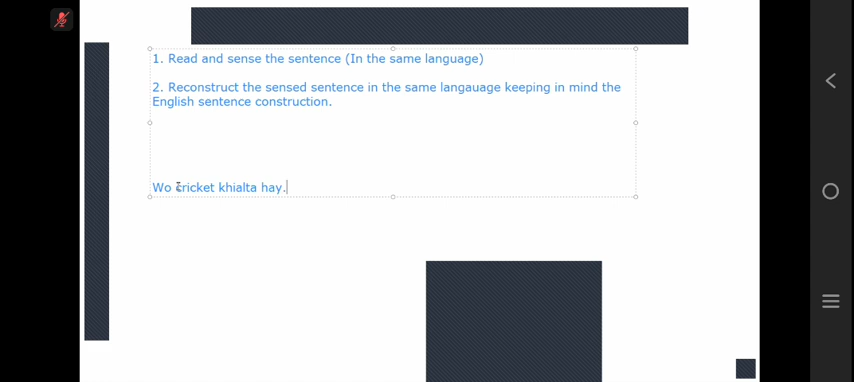 1. Read and sense the sentence (In the same language)
2. Reconstruct the sensed sentence in the same langauage keeping in mind the
English sentence construction.
Wo cricket khialta hay.